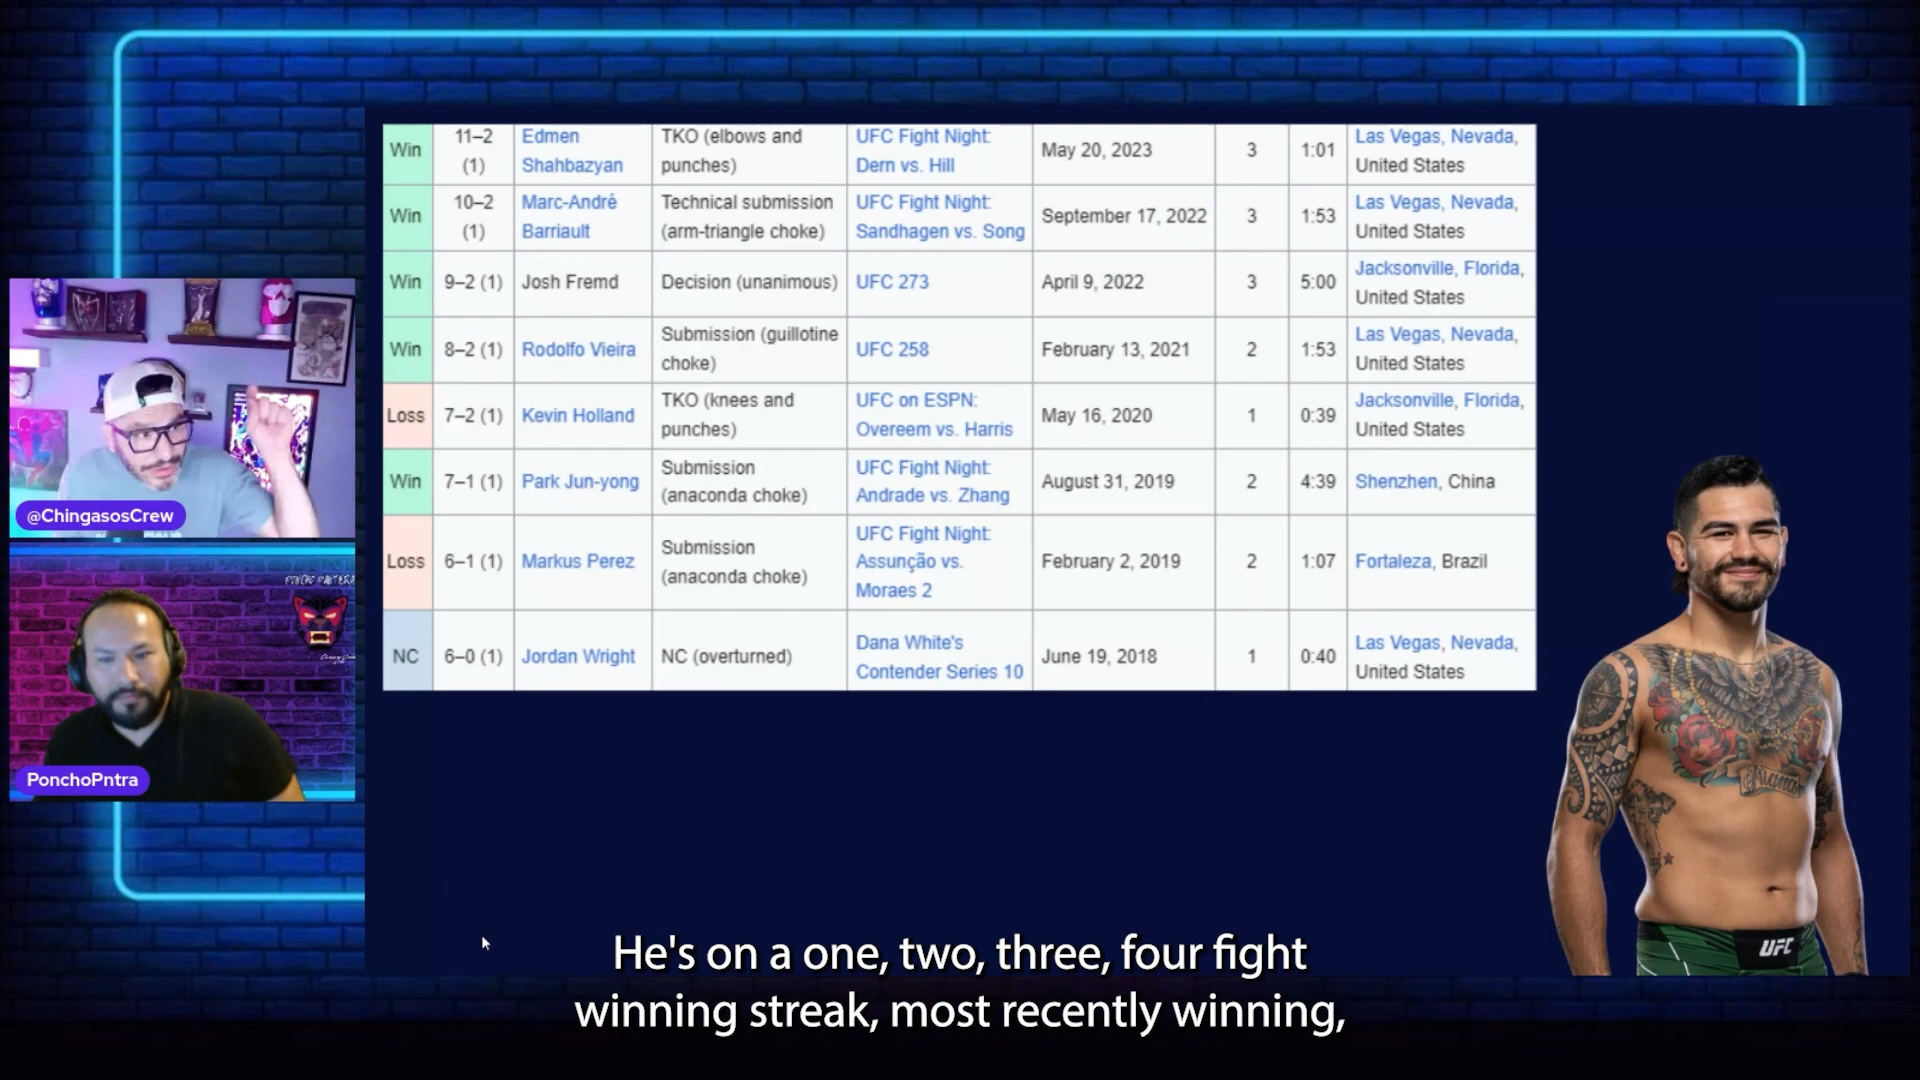 Win 11–2 (1) Edmen Shahbazyan TKO (elbows and punches) UFC Fight Night: Dern vs. Hill May 20, 2023 3 1:01 Las Vegas, Nevada, United States
Win 10–2 (1) Marc-André Barriault Technical submission (arm-triangle choke) UFC Fight Night: Sandhagen vs. Song September 17, 2022 3 1:53 Las Vegas, Nevada, United States
Win 9–2 (1) Josh Fremd Decision (unanimous) UFC 273 April 9, 2022 3 5:00 Jacksonville, Florida, United States
Win 8–2 (1) Rodolfo Vieira Submission (guillotine choke) UFC 258 February 13, 2021 2 1:53 Las Vegas, Nevada, United States
Loss 7–2 (1) Kevin Holland TKO (knees and punches) UFC on ESPN: Overeem vs. Harris May 16, 2020 1 0:39 Jacksonville, Florida, United States
Win 7–1 (1) Park Jun-yong Submission (anaconda choke) UFC Fight Night: Andrade vs. Zhang August 31, 2019 2 4:39 Shenzhen, China
Loss 6–1 (1) Markus Perez Submission (anaconda choke) UFC Fight Night: Assunção vs. Moraes 2 February 2, 2019 2 1:07 Fortaleza, Brazil
NC 6–0 (1) Jordan Wright NC (overturned) Dana White's Contender Series 10 June 19, 2018 1 0:40 Las Vegas, Nevada, United States
@ChingasosCrew
PONCHO PANTERA
PonchoPntra
UFC
He's on a one, two, three, four fight
winning streak, most recently winning,